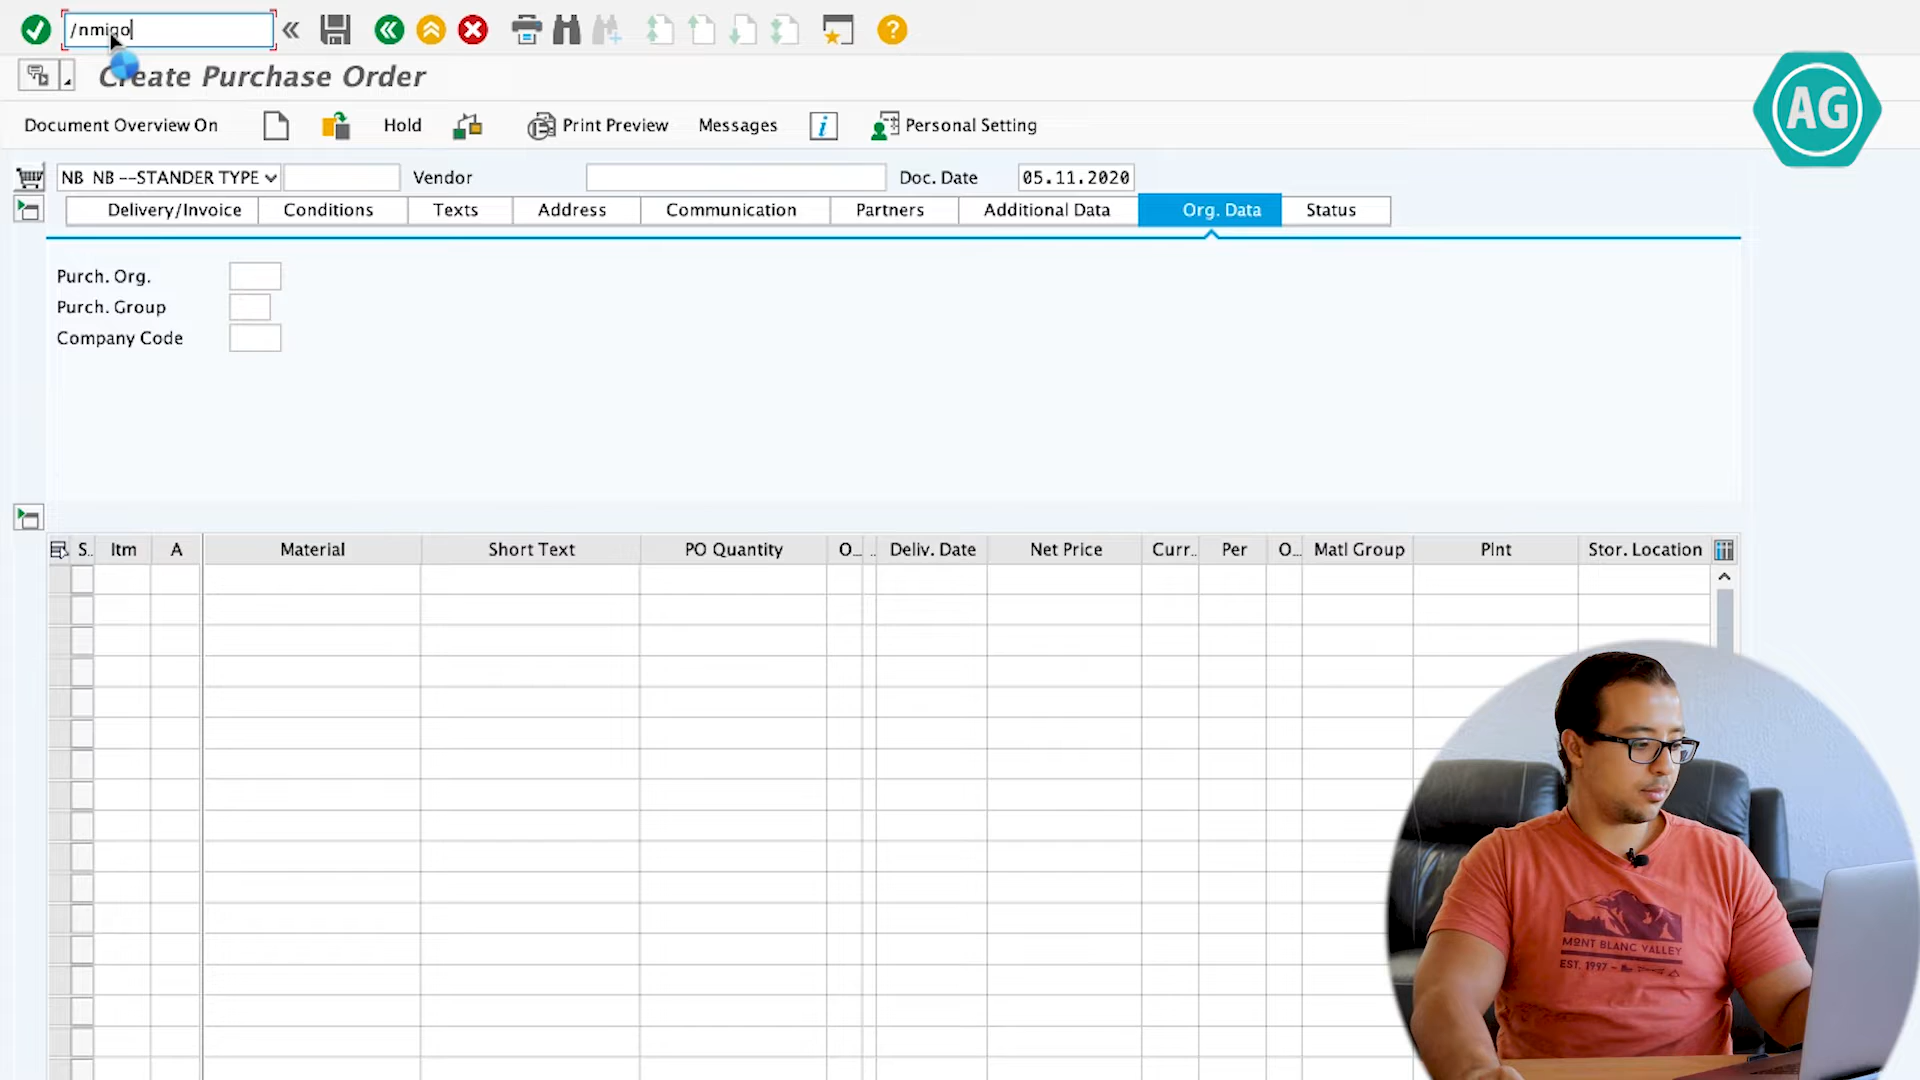 /nmigo
«
AG
Create Purchase Order
Document Overview On
Hold
Print Preview
Messages
Personal Setting
NB NB --STANDER TYPE
Vendor
Doc. Date
05.11.2020
Delivery/Invoice
Conditions
Texts
Address
Communication
Partners
Additional Data
Org. Data
Status
Purch. Org.
Purch. Group
Company Code
S..
Itm
A
Material
Short Text
PO Quantity
O...
..
Deliv. Date
Net Price
Curr..
Per
O...
Matl Group
Plnt
Stor. Location
MONT BLANC VALLEY
EST. 1997 -